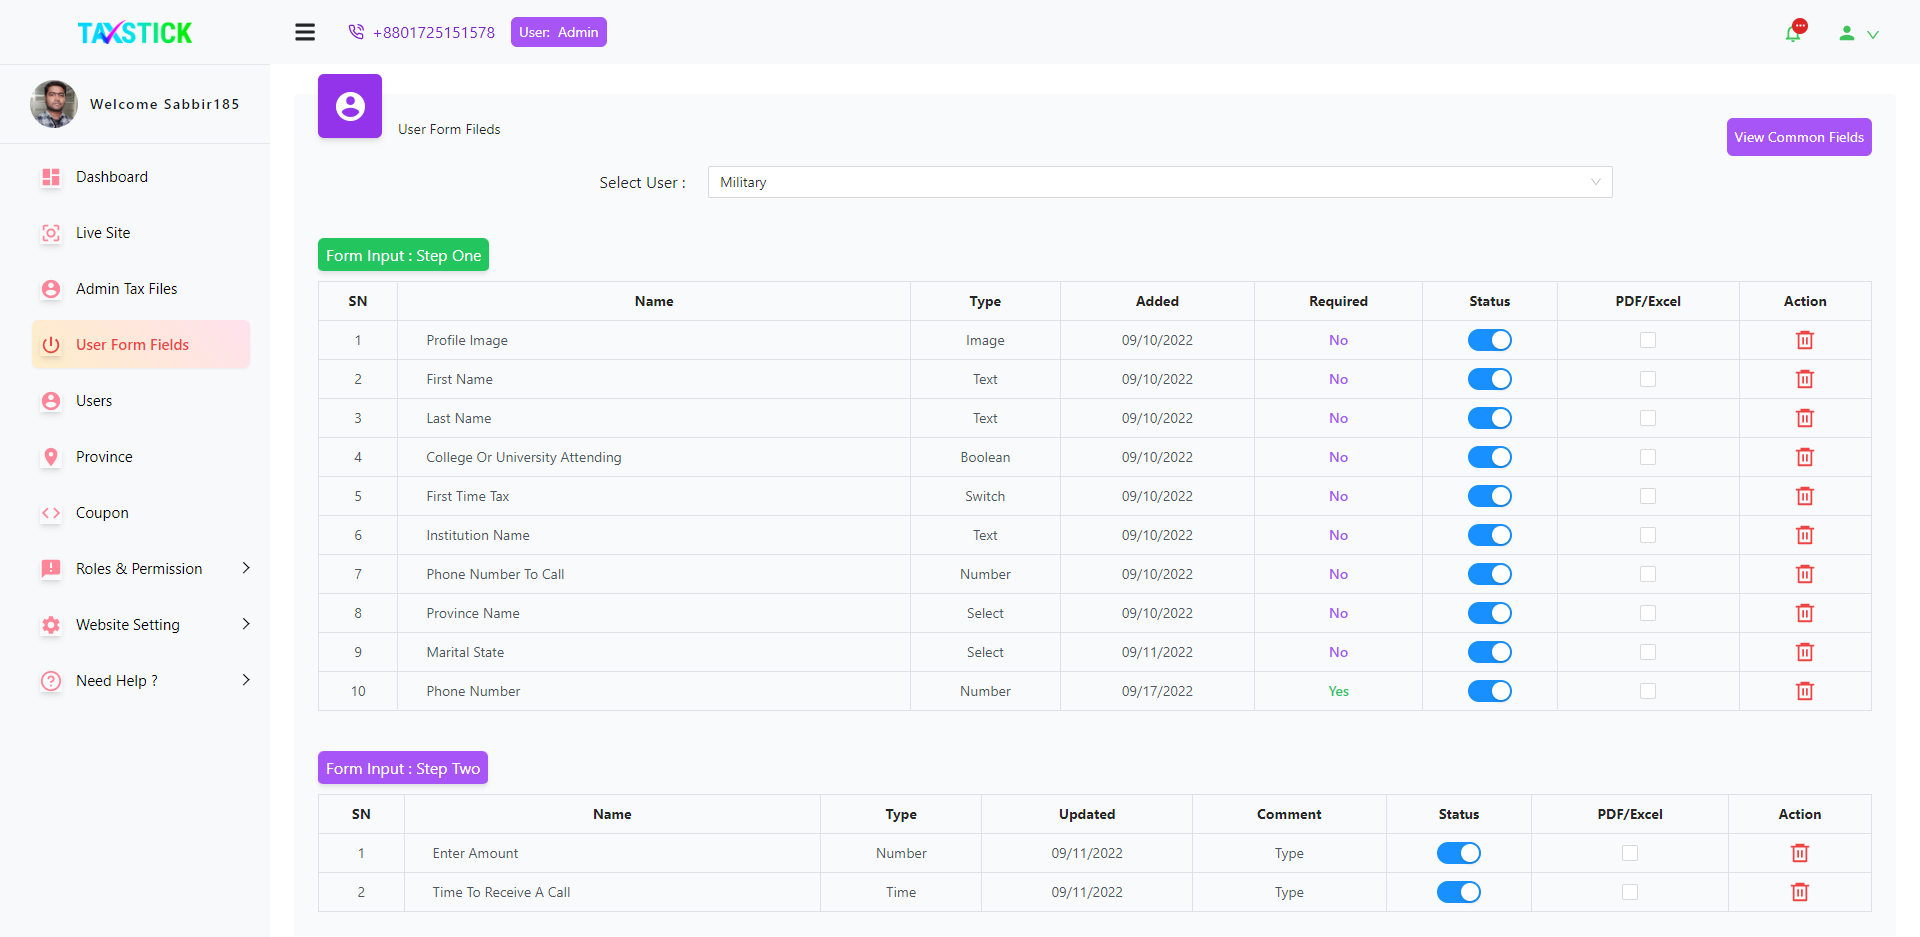 TAXSTICK
+8801725151578
User: Admin
Welcome Sabbir185
Dashboard
Live Site
Admin Tax Files
User Form Fields
Users
Province
Coupon
Roles & Permission
Website Setting
Need Help ?
User Form Fileds
View Common Fields
Select User : Military
Form Input : Step One
SN Name Type Added Required Status PDF/Excel Action
1 Profile Image Image 09/10/2022 No
2 First Name Text 09/10/2022 No
3 Last Name Text 09/10/2022 No
4 College Or University Attending Boolean 09/10/2022 No
5 First Time Tax Switch 09/10/2022 No
6 Institution Name Text 09/10/2022 No
7 Phone Number To Call Number 09/10/2022 No
8 Province Name Select 09/10/2022 No
9 Marital State Select 09/11/2022 No
10 Phone Number Number 09/17/2022 Yes
Form Input : Step Two
SN Name Type Updated Comment Status PDF/Excel Action
1 Enter Amount Number 09/11/2022 Type
2 Time To Receive A Call Time 09/11/2022 Type